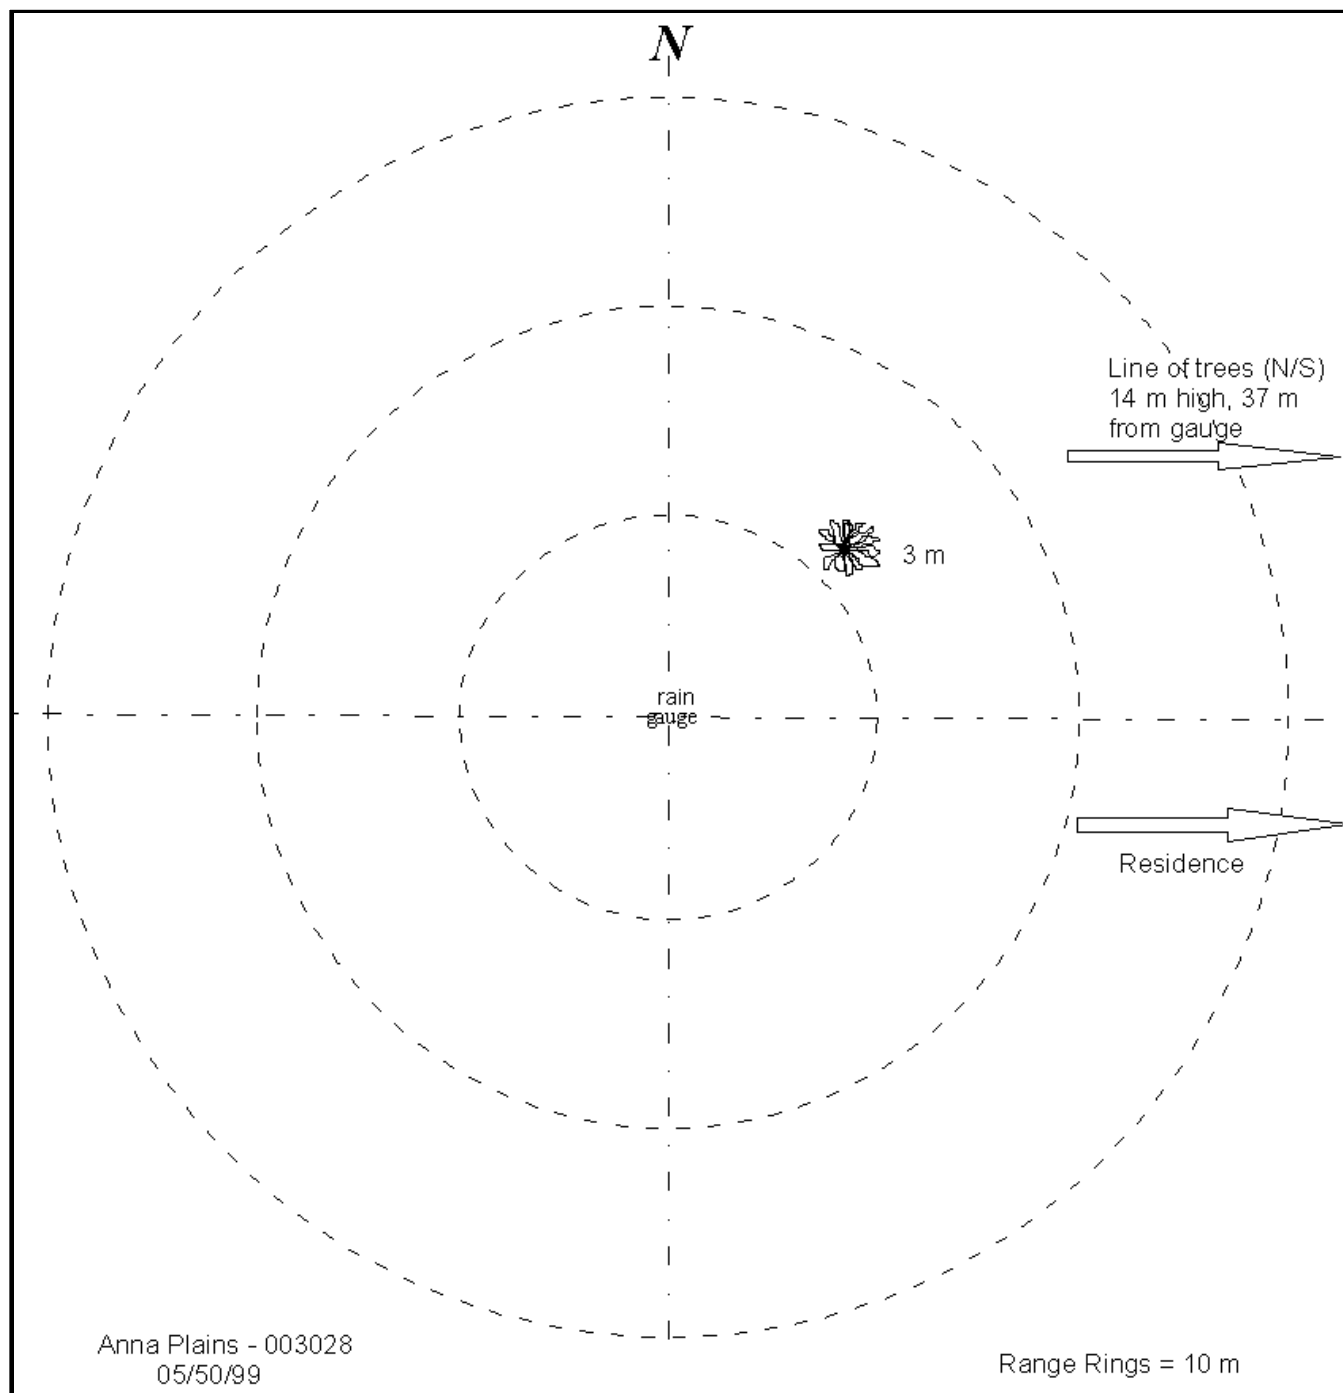 N
Line of trees (N/S)
14 m high, 37 m
from gauge
3 m
rain
gauge
Residence
Anna Plains - 003028
05/50/99
Range Rings = 10 m